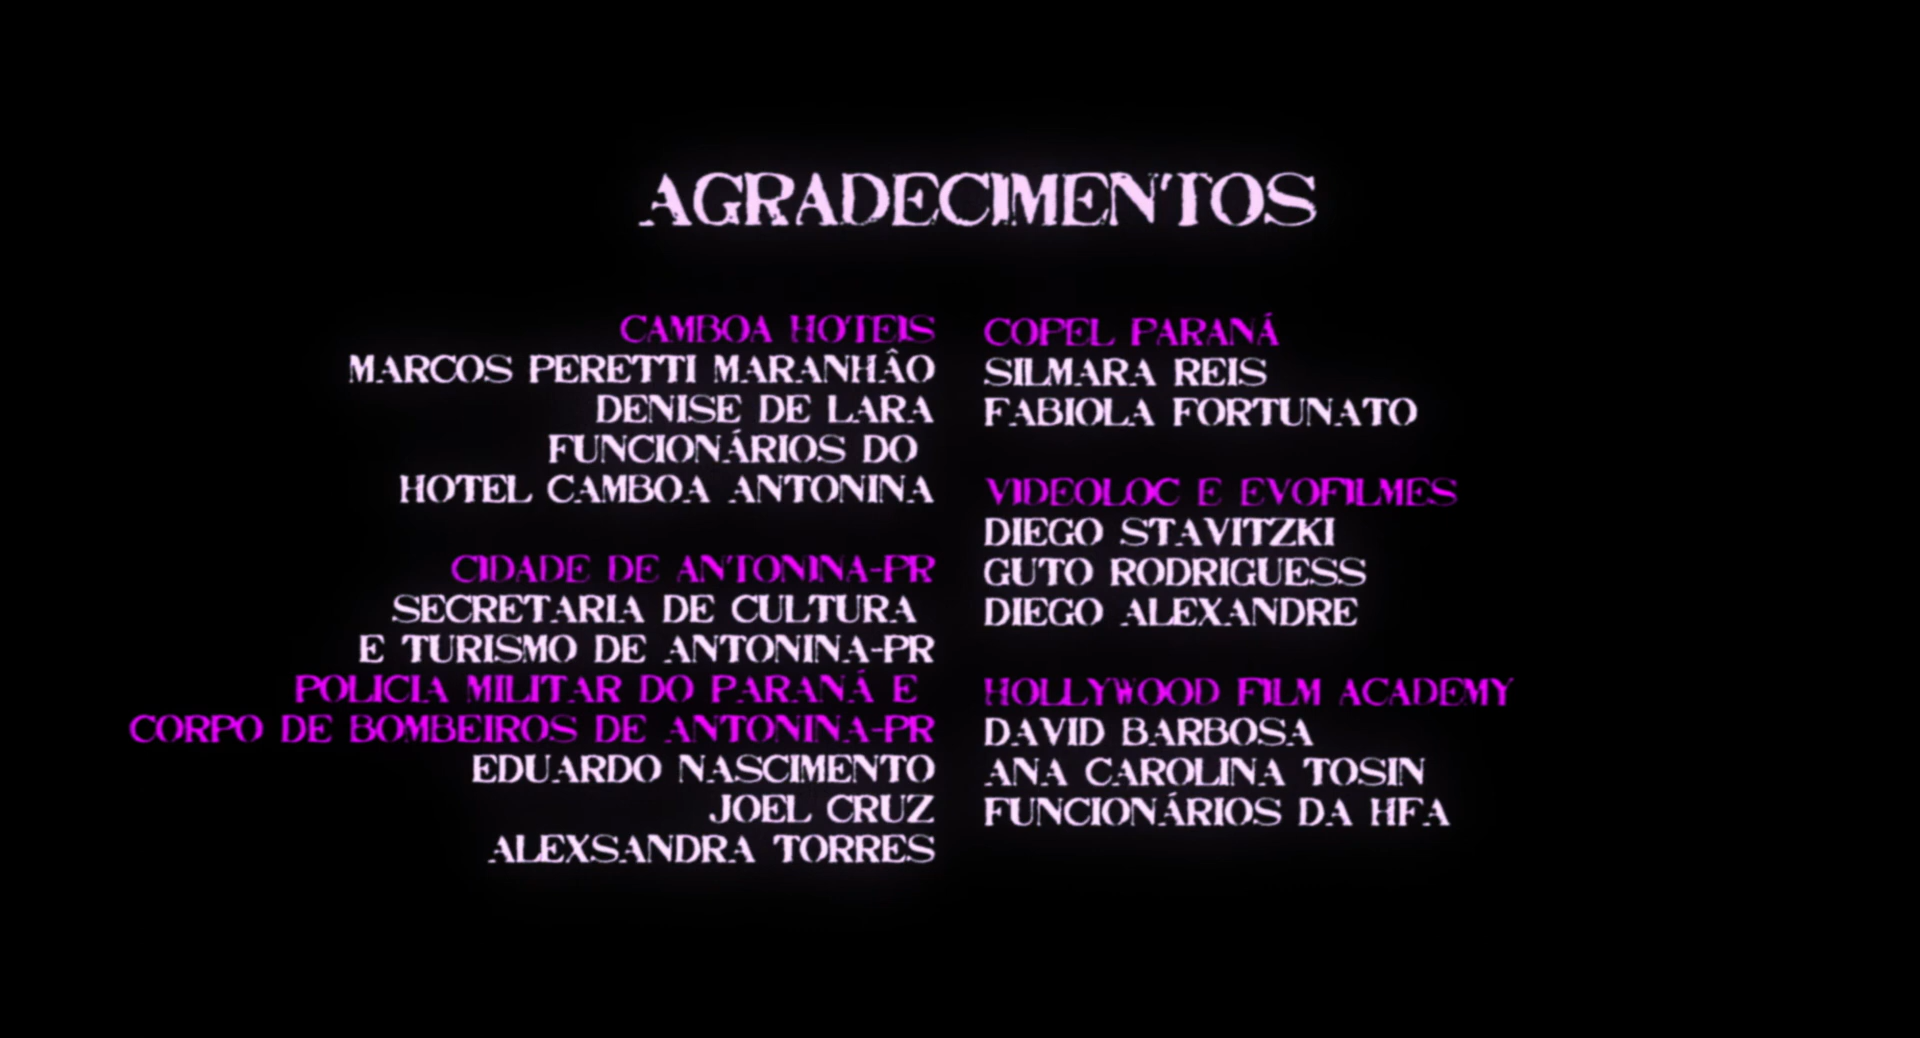 AGRADECIMENTOS
CAMBOA HOTEIS
MARCOS PERETTI MARANHÂO
DENISE DE LARA
FUNCIONÁRIOS DO
HOTEL CAMBOA ANTONINA
CIDADE DE ANTONINA-PR
SECRETARIA DE CULTURA
E TURISMO DE ANTONINA-PR
POLICIA MILITAR DO PARANÁ E
CORPO DE BOMBEIROS DE ANTONINA-PR
EDUARDO NASCIMENTO
JOEL CRUZ
ALEXSANDRA TORRES
COPEL PARANÁ
SILMARA REIS
FABIOLA FORTUNATO
VIDEOLOC E EVOFILMES
DIEGO STAVITZKI
GUTO RODRIGUESS
DIEGO ALEXANDRE
HOLLYWOOD FILM ACADEMY
DAVID BARBOSA
ANA CAROLINA TOSIN
FUNCIONÁRIOS DA HFA